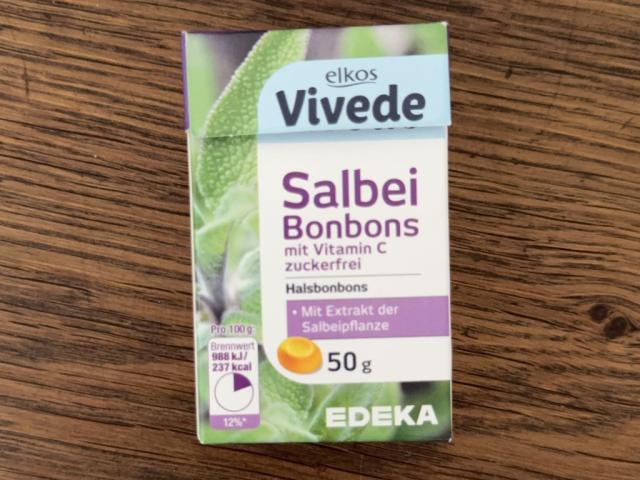 elkos
Vivede
Salbei
Bonbons
mit Vitamin C
zuckerfrei
Halsbonbons
• Mit Extrakt der
Salbeipflanze
50 g
Pro 100 g:
Brennwert
988 kJ/
237 kcal
12%*
EDEKA